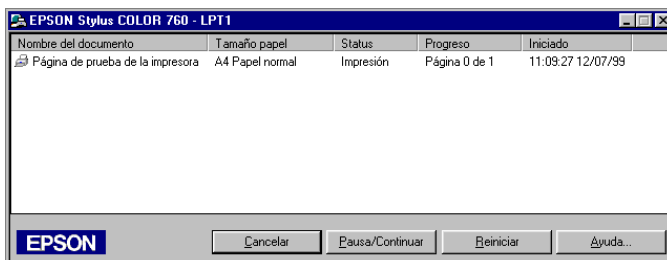 EPSON Stylus COLOR 760 - LPT1
Nombre del documento Tamaño papel Status Progreso Iniciado
Página de prueba de la impresora A4 Papel normal Impresión Página 0 de 1 11:09:27 12/07/99
EPSON Cancelar Pausa/Continuar Reiniciar Ayuda...